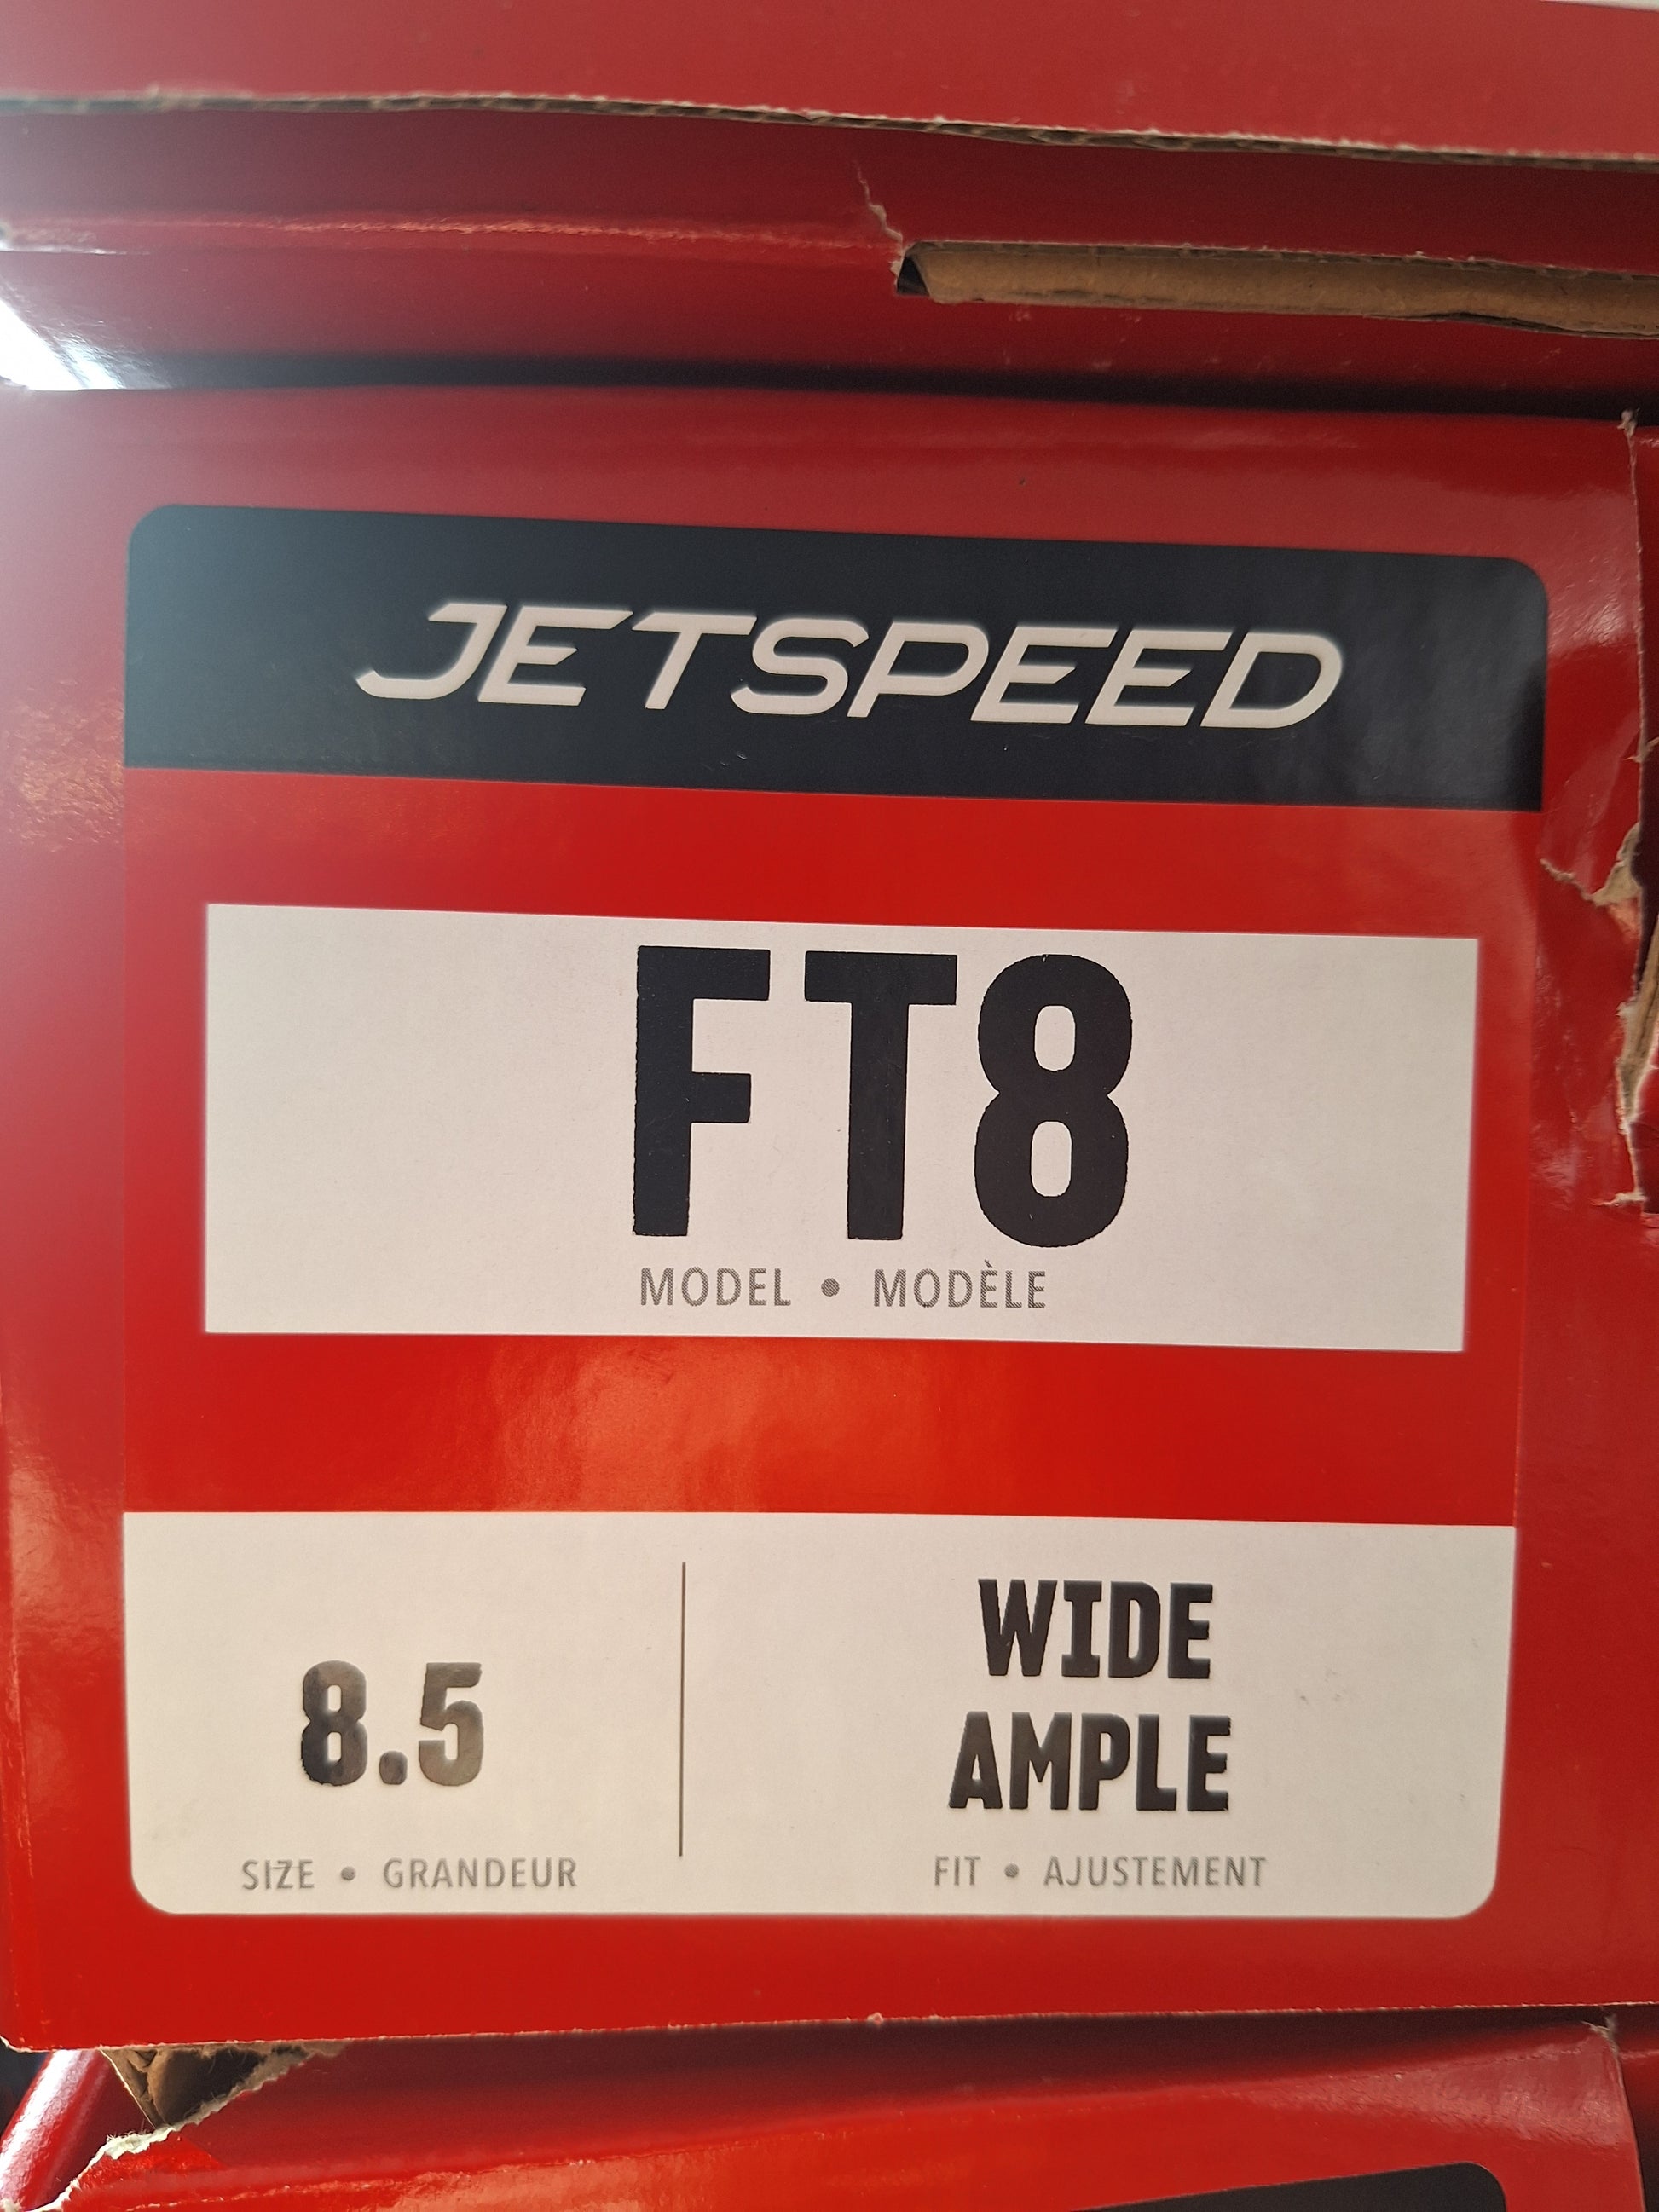 JETSPEED
FT8
MODEL • MODÈLE
8.5
SIZE • GRANDEUR
WIDE
AMPLE
FIT • AJUSTEMENT